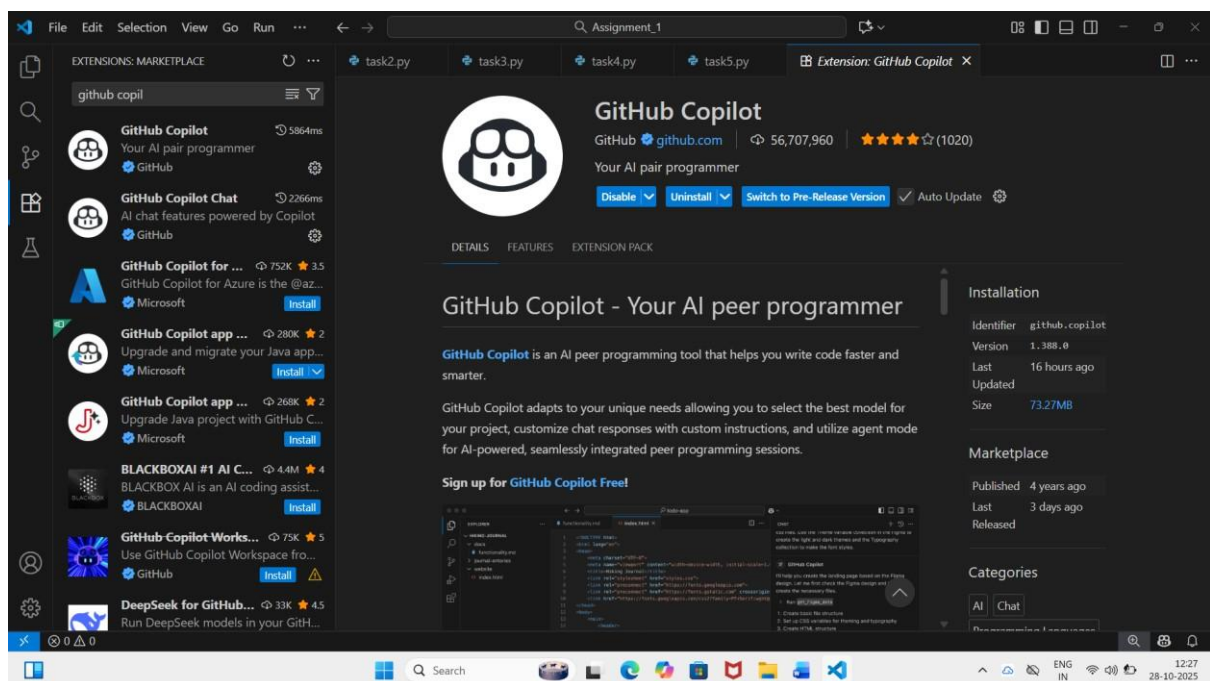 File Edit Selection View Go Run ··· Assignment_1
EXTENSIONS: MARKETPLACE
github copil
GitHub Copilot 5864ms
Your AI pair programmer
GitHub
GitHub Copilot Chat 2266ms
AI chat features powered by Copilot
GitHub
GitHub Copilot for ... 752K 3.5
GitHub Copilot for Azure is the @az...
Microsoft Install
GitHub Copilot app ... 280K 2
Upgrade and migrate your Java app...
Microsoft Install
GitHub Copilot app ... 268K 2
Upgrade Java project with GitHub C...
Microsoft Install
BLACKBOXAI #1 AI C... 4.4M 4
BLACKBOX AI is an AI coding assist...
BLACKBOXAI Install
GitHub Copilot Works... 75K 5
Use GitHub Copilot Workspace fro...
GitHub Install
DeepSeek for GitHub... 33K 4.5
Run DeepSeek models in your GitH...
task2.py task3.py task4.py task5.py Extension: GitHub Copilot
GitHub Copilot
GitHub github.com 56,707,960 (1020)
Your AI pair programmer
Disable Uninstall Switch to Pre-Release Version Auto Update
DETAILS FEATURES EXTENSION PACK
GitHub Copilot - Your AI peer programmer
GitHub Copilot is an AI peer programming tool that helps you write code faster and
smarter.
GitHub Copilot adapts to your unique needs allowing you to select the best model for
your project, customize chat responses with custom instructions, and utilize agent mode
for AI-powered, seamlessly integrated peer programming sessions.
Sign up for GitHub Copilot Free!
Installation
Identifier github.copilot
Version 1.388.0
Last 16 hours ago
Updated
Size 73.27MB
Marketplace
Published 4 years ago
Last 3 days ago
Released
Categories
AI Chat
Programming Languages
0 0
Search
ENG
IN
12:27
28-10-2025